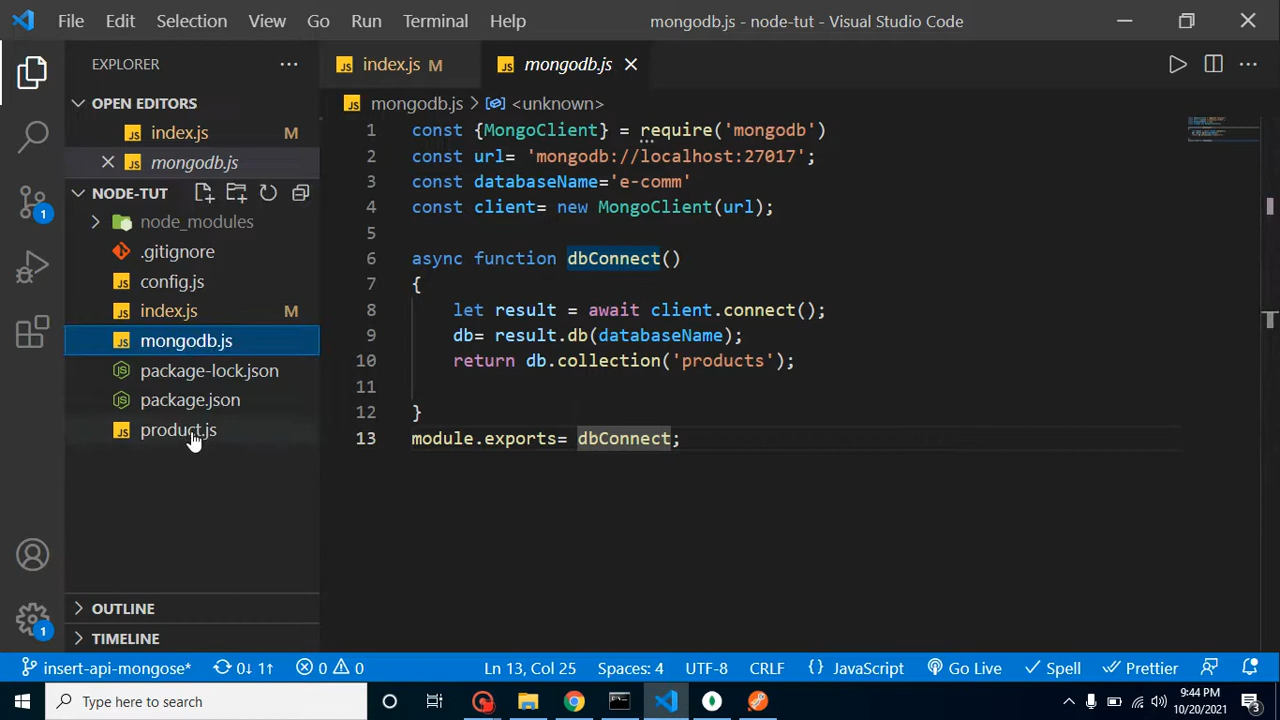 File Edit Selection View Go Run Terminal Help mongodb.js - node-tut - Visual Studio Code
EXPLORER
index.js M mongodb.js
OPEN EDITORS
index.js M
mongodb.js
NODE-TUT
node_modules
.gitignore
config.js
index.js M
mongodb.js
package-lock.json
package.json
product.js
OUTLINE
TIMELINE
1
1
mongodb.js > <unknown>
1 const {MongoClient} = require('mongodb')
2 const url= 'mongodb://localhost:27017';
3 const databaseName='e-comm'
4 const client= new MongoClient(url);
5
6 async function dbConnect()
7 {
8 let result = await client.connect();
9 db= result.db(databaseName);
10 return db.collection('products');
11
12 }
13 module.exports= dbConnect;
insert-api-mongose* 0↓ 1↑ 0 0 Ln 13, Col 25 Spaces: 4 UTF-8 CRLF {} JavaScript Go Live Spell Prettier
Type here to search
9:44 PM
10/20/2021
3